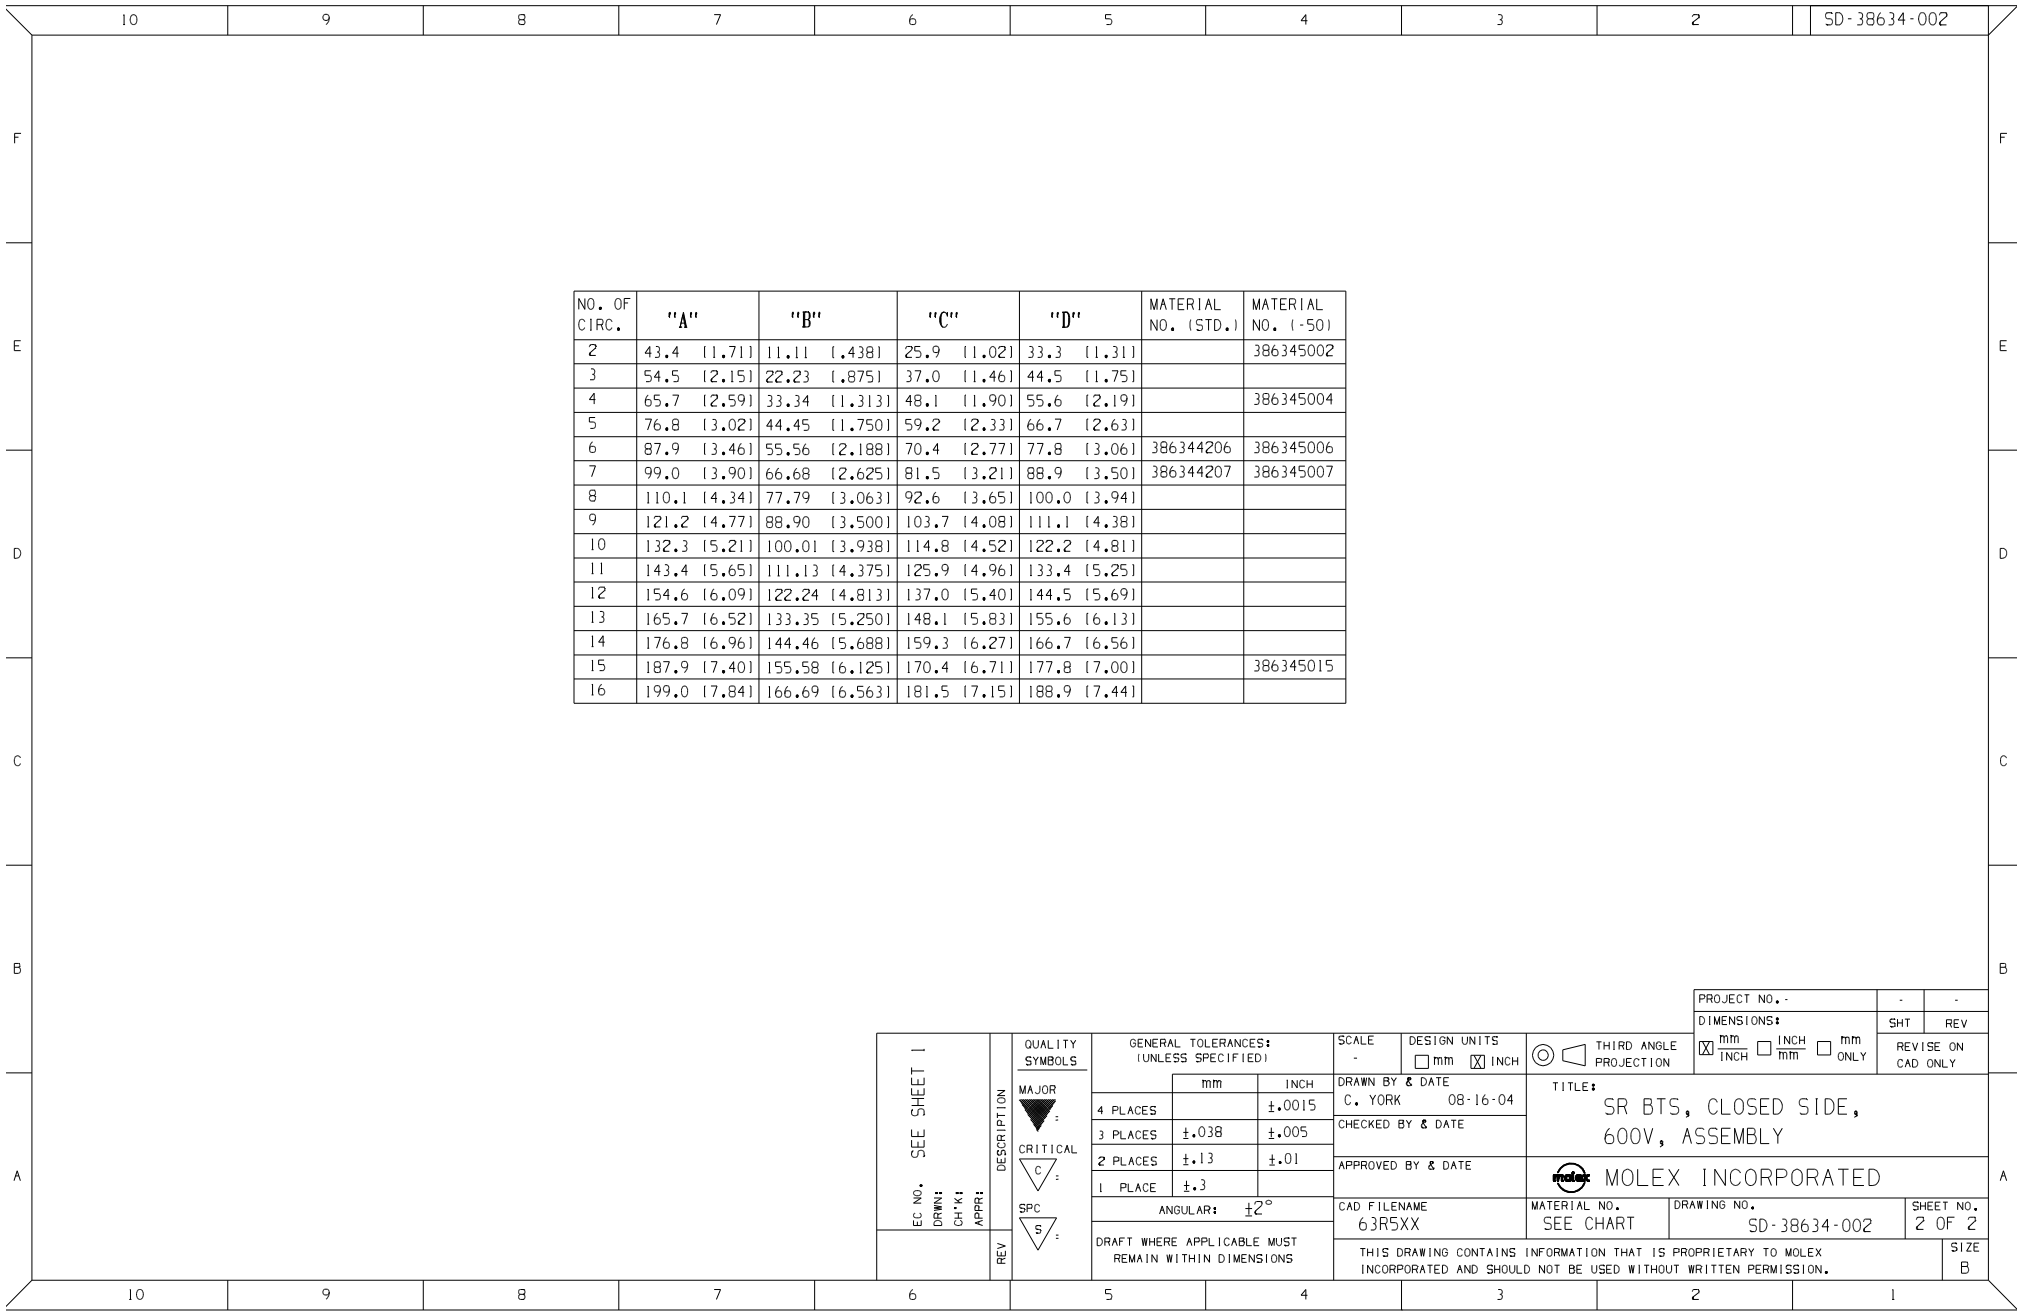 10 9 8 7 6 5 4 3 2 SD-38634-002
F F
E E
D D
C C
B B
A A
NO. OF CIRC. "A" "B" "C" "D" MATERIAL NO. (STD.) MATERIAL NO. (-50)
2 43.4 [1.71] 11.11 [.438] 25.9 [1.02] 33.3 [1.31] 386345002
3 54.5 [2.15] 22.23 [.875] 37.0 [1.46] 44.5 [1.75]
4 65.7 [2.59] 33.34 [1.313] 48.1 [1.90] 55.6 [2.19] 386345004
5 76.8 [3.02] 44.45 [1.750] 59.2 [2.33] 66.7 [2.63]
6 87.9 [3.46] 55.56 [2.188] 70.4 [2.77] 77.8 [3.06] 386344206 386345006
7 99.0 [3.90] 66.68 [2.625] 81.5 [3.21] 88.9 [3.50] 386344207 386345007
8 110.1 [4.34] 77.79 [3.063] 92.6 [3.65] 100.0 [3.94]
9 121.2 [4.77] 88.90 [3.500] 103.7 [4.08] 111.1 [4.38]
10 132.3 [5.21] 100.01 [3.938] 114.8 [4.52] 122.2 [4.81]
11 143.4 [5.65] 111.13 [4.375] 125.9 [4.96] 133.4 [5.25]
12 154.6 [6.09] 122.24 [4.813] 137.0 [5.40] 144.5 [5.69]
13 165.7 [6.52] 133.35 [5.250] 148.1 [5.83] 155.6 [6.13]
14 176.8 [6.96] 144.46 [5.688] 159.3 [6.27] 166.7 [6.56]
15 187.9 [7.40] 155.58 [6.125] 170.4 [6.71] 177.8 [7.00] 386345015
16 199.0 [7.84] 166.69 [6.563] 181.5 [7.15] 188.9 [7.44]
EC NO. SEE SHEET 1
DRWN:
CH'K:
APPR:
DESCRIPTION
REV
QUALITY
SYMBOLS
MAJOR
=
CRITICAL
C =
SPC
S =
GENERAL TOLERANCES:
(UNLESS SPECIFIED)
mm INCH
4 PLACES ±.0015
3 PLACES ±.038 ±.005
2 PLACES ±.13 ±.01
1 PLACE ±.3
ANGULAR: ±2°
DRAFT WHERE APPLICABLE MUST
REMAIN WITHIN DIMENSIONS
SCALE
-
DESIGN UNITS
mm X INCH
THIRD ANGLE
PROJECTION
PROJECT NO. - - -
DIMENSIONS: SHT REV
X mm/INCH INCH/mm mm ONLY
REVISE ON
CAD ONLY
DRAWN BY & DATE
C. YORK 08-16-04
CHECKED BY & DATE
APPROVED BY & DATE
TITLE:
SR BTS, CLOSED SIDE,
600V, ASSEMBLY
molex MOLEX INCORPORATED
CAD FILENAME
63R5XX
MATERIAL NO.
SEE CHART
DRAWING NO.
SD-38634-002
SHEET NO.
2 OF 2
THIS DRAWING CONTAINS INFORMATION THAT IS PROPRIETARY TO MOLEX
INCORPORATED AND SHOULD NOT BE USED WITHOUT WRITTEN PERMISSION.
SIZE
B
10 9 8 7 6 5 4 3 2 1